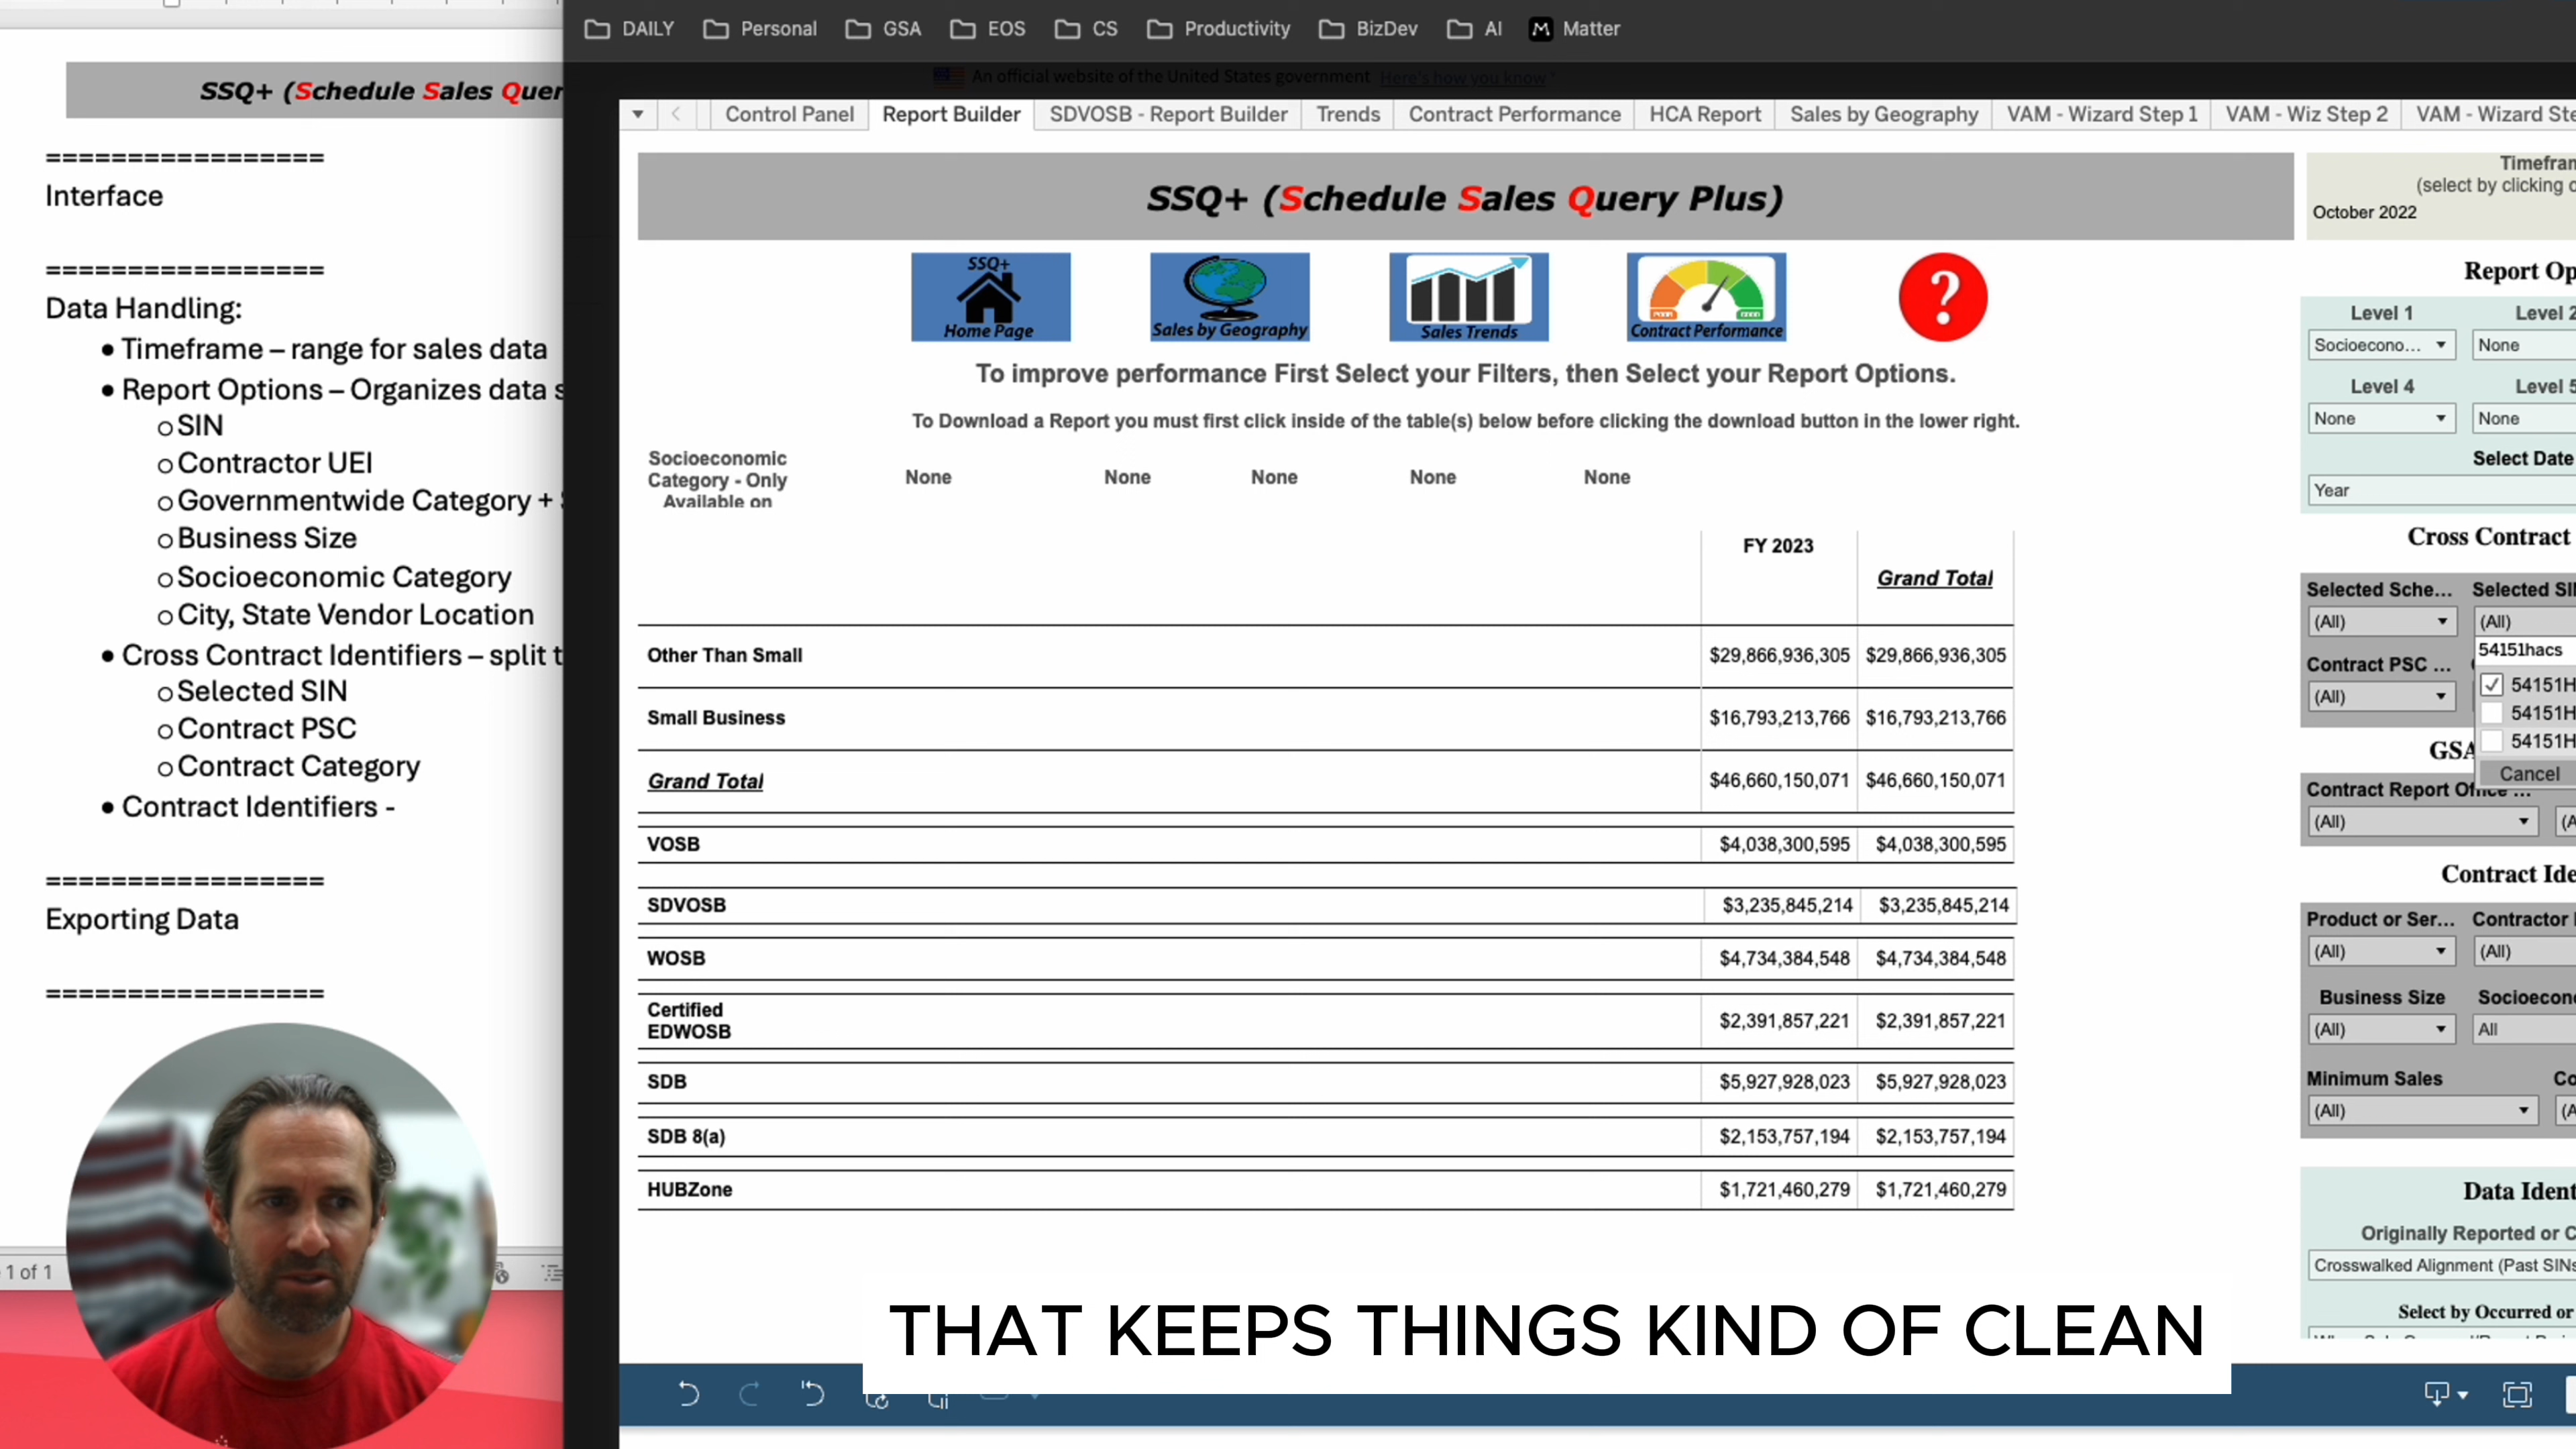 DAILY Personal GSA EOS CS Productivity BizDev AI Matter
An official website of the United States government Here's how you know
SSQ+ (Schedule Sales Quer
=================
Interface
=================
Data Handling:
• Timeframe – range for sales data
• Report Options – Organizes data s
o SIN
o Contractor UEI
o Governmentwide Category +
o Business Size
o Socioeconomic Category
o City, State Vendor Location
• Cross Contract Identifiers – split t
o Selected SIN
o Contract PSC
o Contract Category
• Contract Identifiers -
=================
Exporting Data
=================
1 of 1
Control Panel Report Builder SDVOSB - Report Builder Trends Contract Performance HCA Report Sales by Geography VAM - Wizard Step 1 VAM - Wiz Step 2 VAM - Wizard Ste
SSQ+ (Schedule Sales Query Plus)
SSQ+
Home Page Sales by Geography Sales Trends Contract Performance ?
To improve performance First Select your Filters, then Select your Report Options.
To Download a Report you must first click inside of the table(s) below before clicking the download button in the lower right.
Socioeconomic
Category - Only
Available on
None None None None None
FY 2023 Grand Total
Other Than Small $29,866,936,305 $29,866,936,305
Small Business $16,793,213,766 $16,793,213,766
Grand Total $46,660,150,071 $46,660,150,071
VOSB $4,038,300,595 $4,038,300,595
SDVOSB $3,235,845,214 $3,235,845,214
WOSB $4,734,384,548 $4,734,384,548
Certified
EDWOSB $2,391,857,221 $2,391,857,221
SDB $5,927,928,023 $5,927,928,023
SDB 8(a) $2,153,757,194 $2,153,757,194
HUBZone $1,721,460,279 $1,721,460,279
Timefran
(select by clicking o
October 2022
Report Op
Level 1 Level 2
Socioecono... None
Level 4 Level 5
None None
Select Date
Year
Cross Contract
Selected Sche... Selected SI
(All) (All)
54151hacs
Contract PSC ...
(All)
54151H
54151H
54151H
Cancel
GSA
Contract Report Office ...
(All) (A
Contract Ide
Product or Ser... Contractor
(All) (All)
Business Size Socioecon
(All) All
Minimum Sales Co
(All) (A
Data Ident
Originally Reported or C
Crosswalked Alignment (Past SINs
Select by Occurred or
THAT KEEPS THINGS KIND OF CLEAN